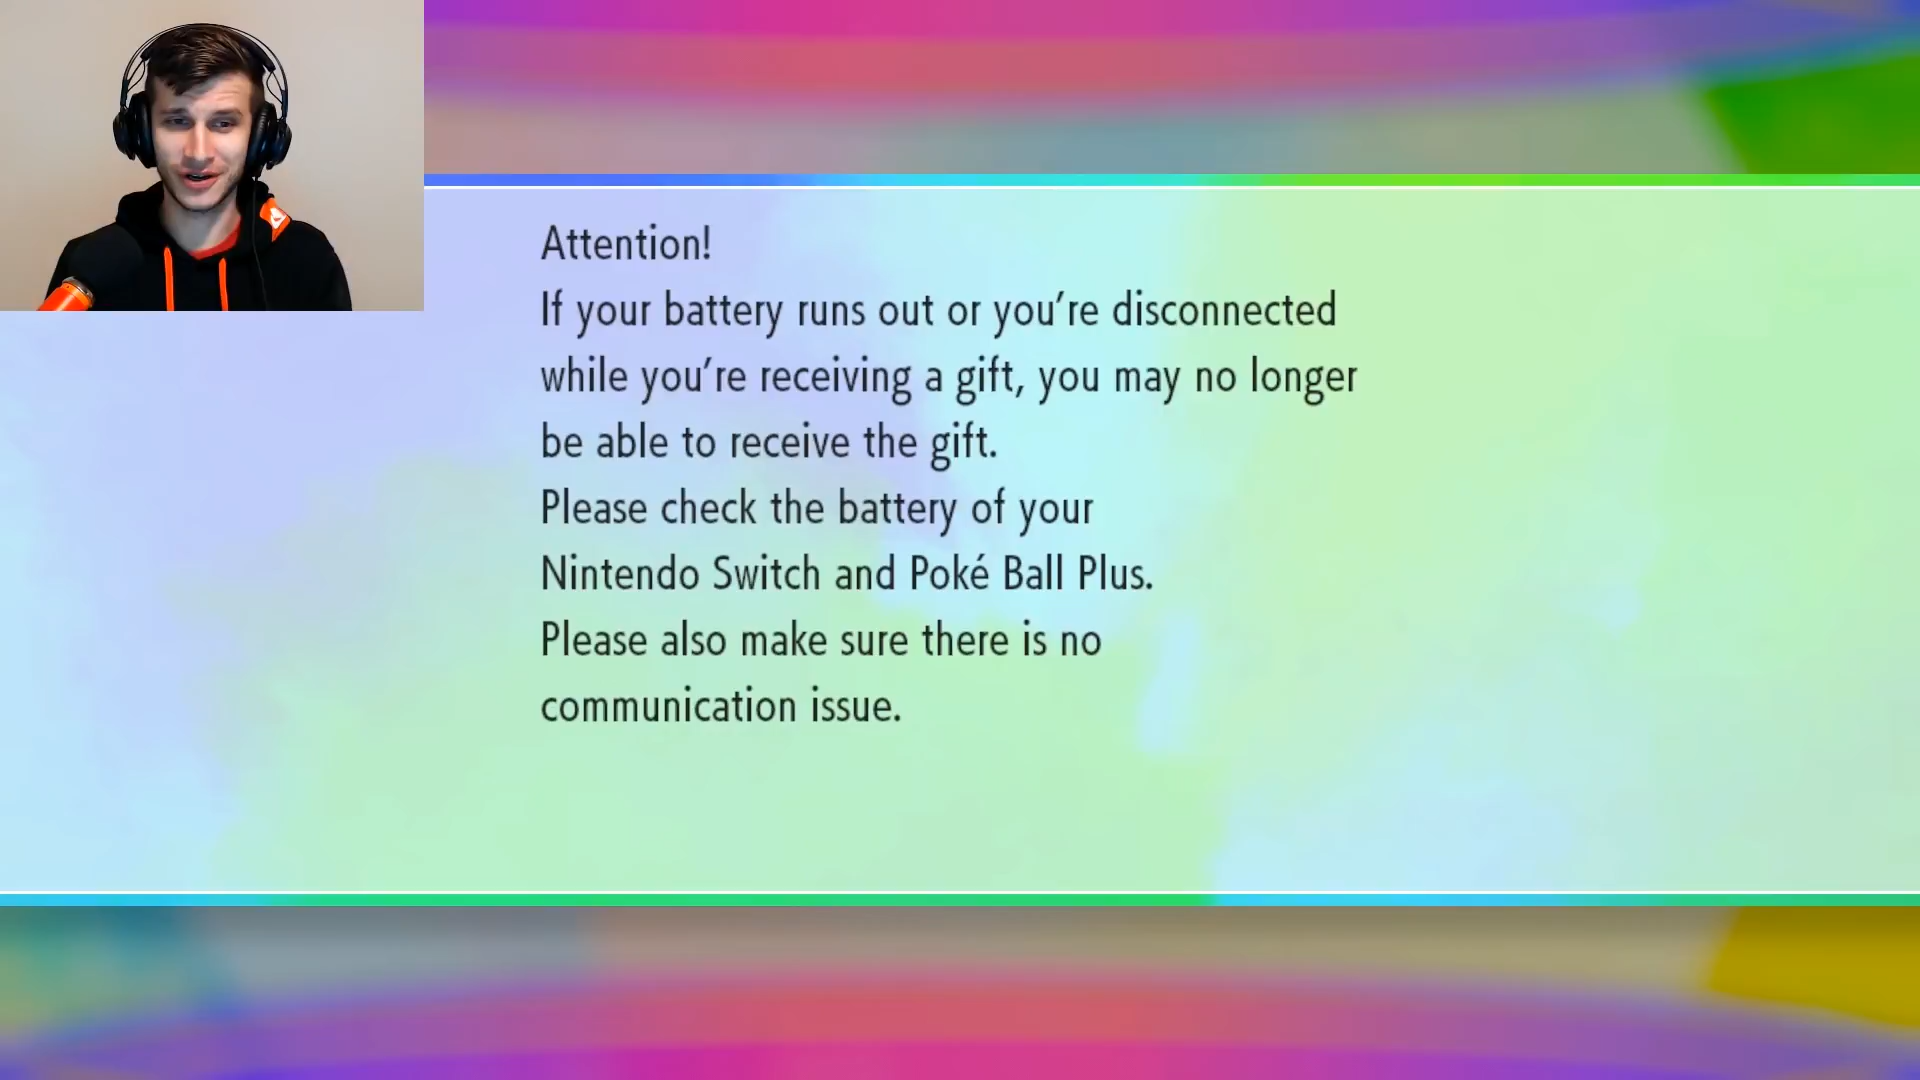 Attention!
If your battery runs out or you’re disconnected
while you’re receiving a gift, you may no longer
be able to receive the gift.
Please check the battery of your
Nintendo Switch and Poké Ball Plus.
Please also make sure there is no
communication issue.